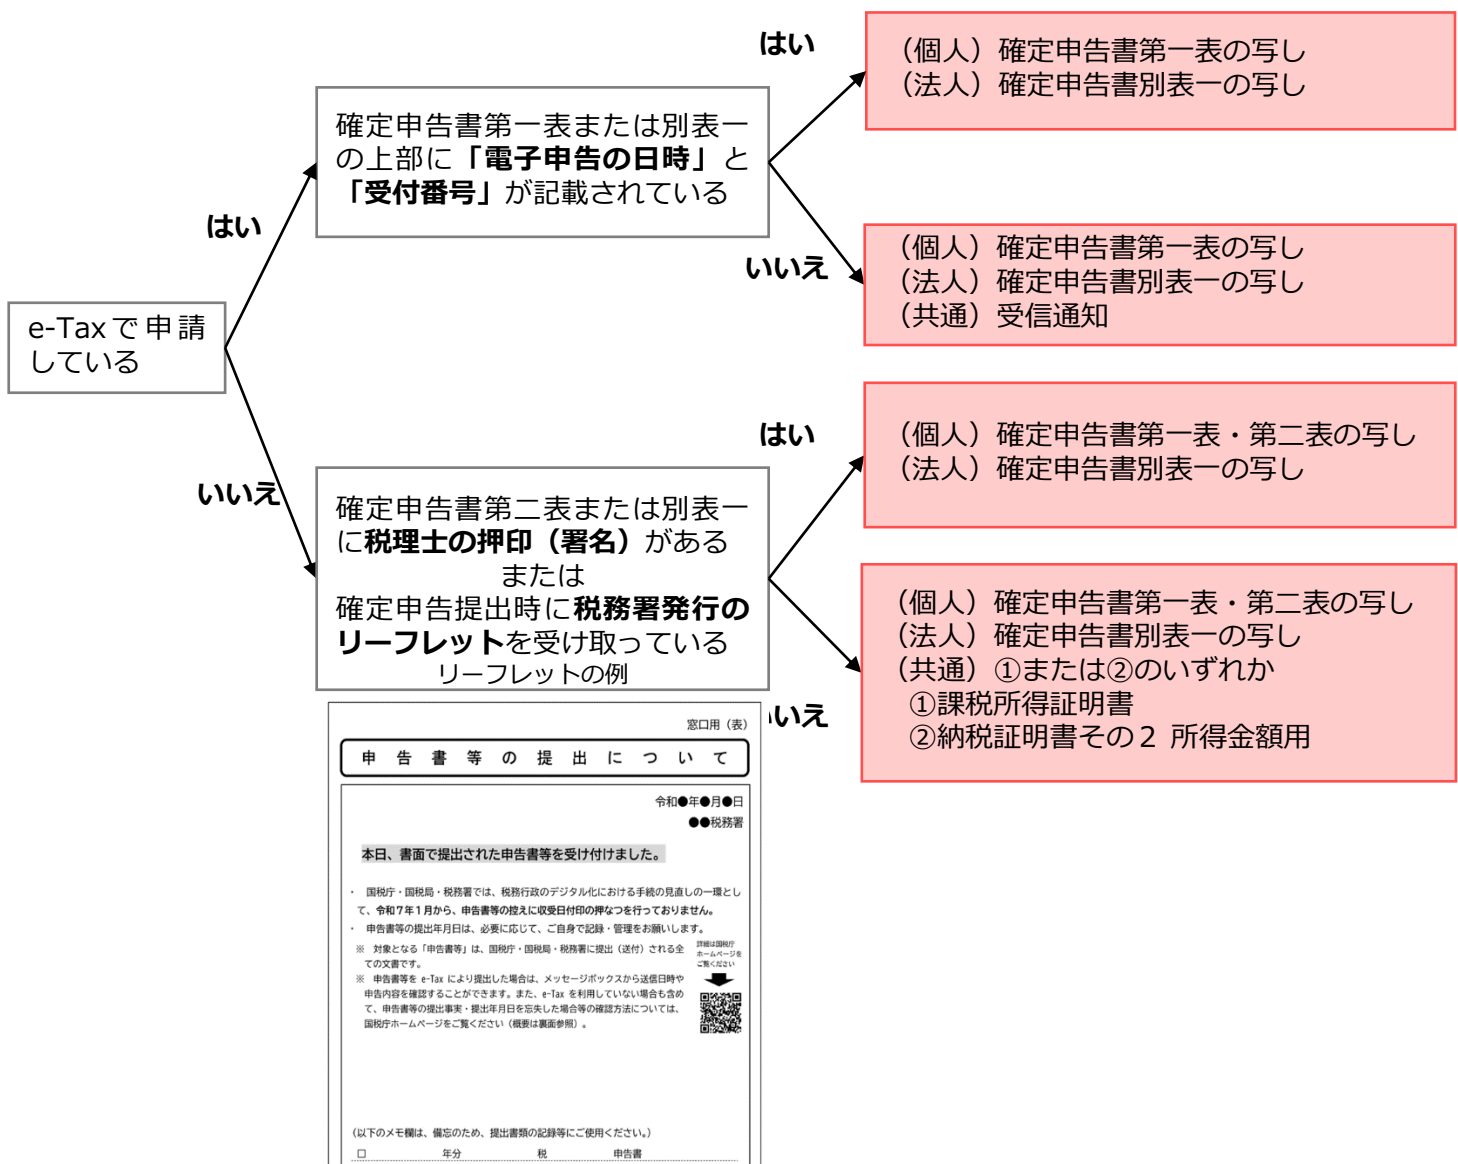 e-Taxで申請
している
はい
いいえ
確定申告書第一表または別表一
の上部に「電子申告の日時」と
「受付番号」が記載されている
はい
いいえ
（個人）確定申告書第一表の写し
（法人）確定申告書別表一の写し
（個人）確定申告書第一表の写し
（法人）確定申告書別表一の写し
（共通）受信通知
確定申告書第二表または別表一
に税理士の押印（署名）がある
または
確定申告提出時に税務署発行の
リーフレットを受け取っている
リーフレットの例
はい
いいえ
（個人）確定申告書第一表・第二表の写し
（法人）確定申告書別表一の写し
（個人）確定申告書第一表・第二表の写し
（法人）確定申告書別表一の写し
（共通）①または②のいずれか
①課税所得証明書
②納税証明書その２ 所得金額用
窓口用（表）
申告書等の提出について
令和●年●月●日
●●税務署
本日、書面で提出された申告書等を受け付けました。
・ 国税庁・国税局・税務署では、税務行政のデジタル化における手続の見直しの一環とし
て、令和７年１月から、申告書等の控えに収受日付印の押なつを行っておりません。
・ 申告書等の提出年月日は、必要に応じて、ご自身で記録・管理をお願いします。
※ 対象となる「申告書等」は、国税庁・国税局・税務署に提出（送付）される全
ての文書です。
※ 申告書等を e-Tax により提出した場合は、メッセージボックスから送信日時や
申告内容を確認することができます。また、e-Tax を利用していない場合も含め
て、申告書等の提出事実・提出年月日を忘失した場合等の確認方法については、
国税庁ホームページをご覧ください（概要は裏面参照）。
詳細は国税庁
ホームページを
ご覧ください
（以下のメモ欄は、備忘のため、提出書類の記録等にご使用ください。）
□ 年分 税 申告書